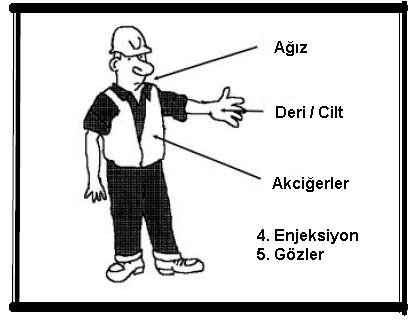 Ağız
Deri / Cilt
Akciğerler
4. Enjeksiyon
5. Gözler